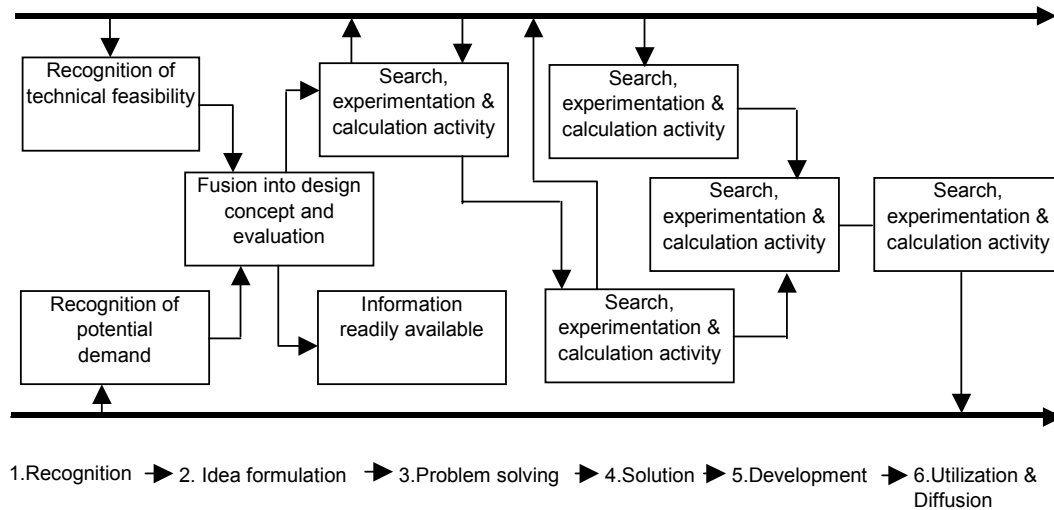 Recognition of
technical feasibility
Search,
experimentation &
calculation activity
Search,
experimentation &
calculation activity
Fusion into design
concept and
evaluation
Search,
experimentation &
calculation activity
Search,
experimentation &
calculation activity
Recognition of
potential
demand
Information
readily available
Search,
experimentation &
calculation activity
1.Recognition
2. Idea formulation
3.Problem solving
4.Solution
5.Development
6.Utilization &
Diffusion